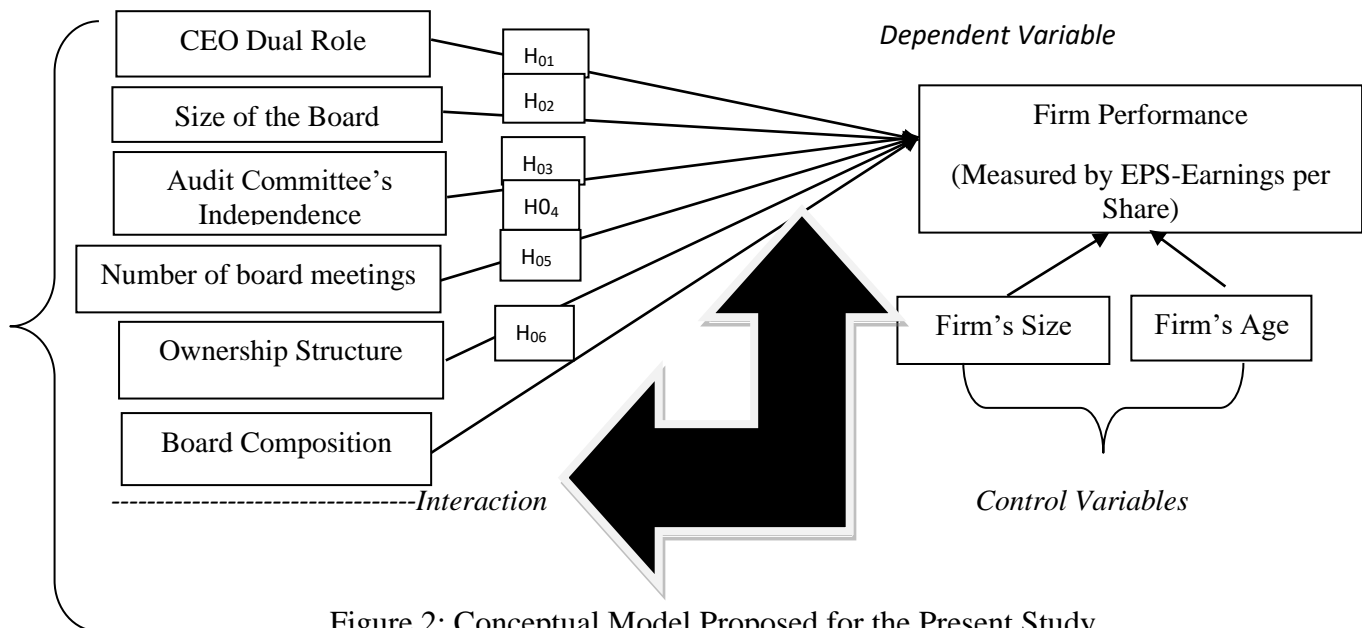 CEO Dual Role
Size of the Board
Audit Committee's
Independence
Number of board meetings
Ownership Structure
Board Composition
H01
H02
H03
H04
H05
H06
Dependent Variable
Firm Performance
(Measured by EPS-Earnings per
Share)
Firm's Size
Firm's Age
----------------------------Interaction
Control Variables
Figure 2: Conceptual Model Proposed for the Present Study